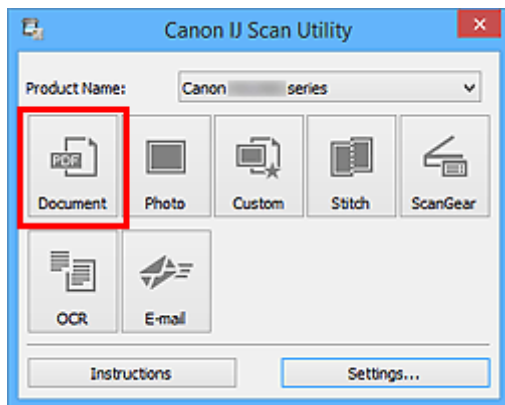 Canon IJ Scan Utility
Product Name: Canon series
PDF
Document Photo Custom Stitch ScanGear
OCR E-mail
Instructions Settings...